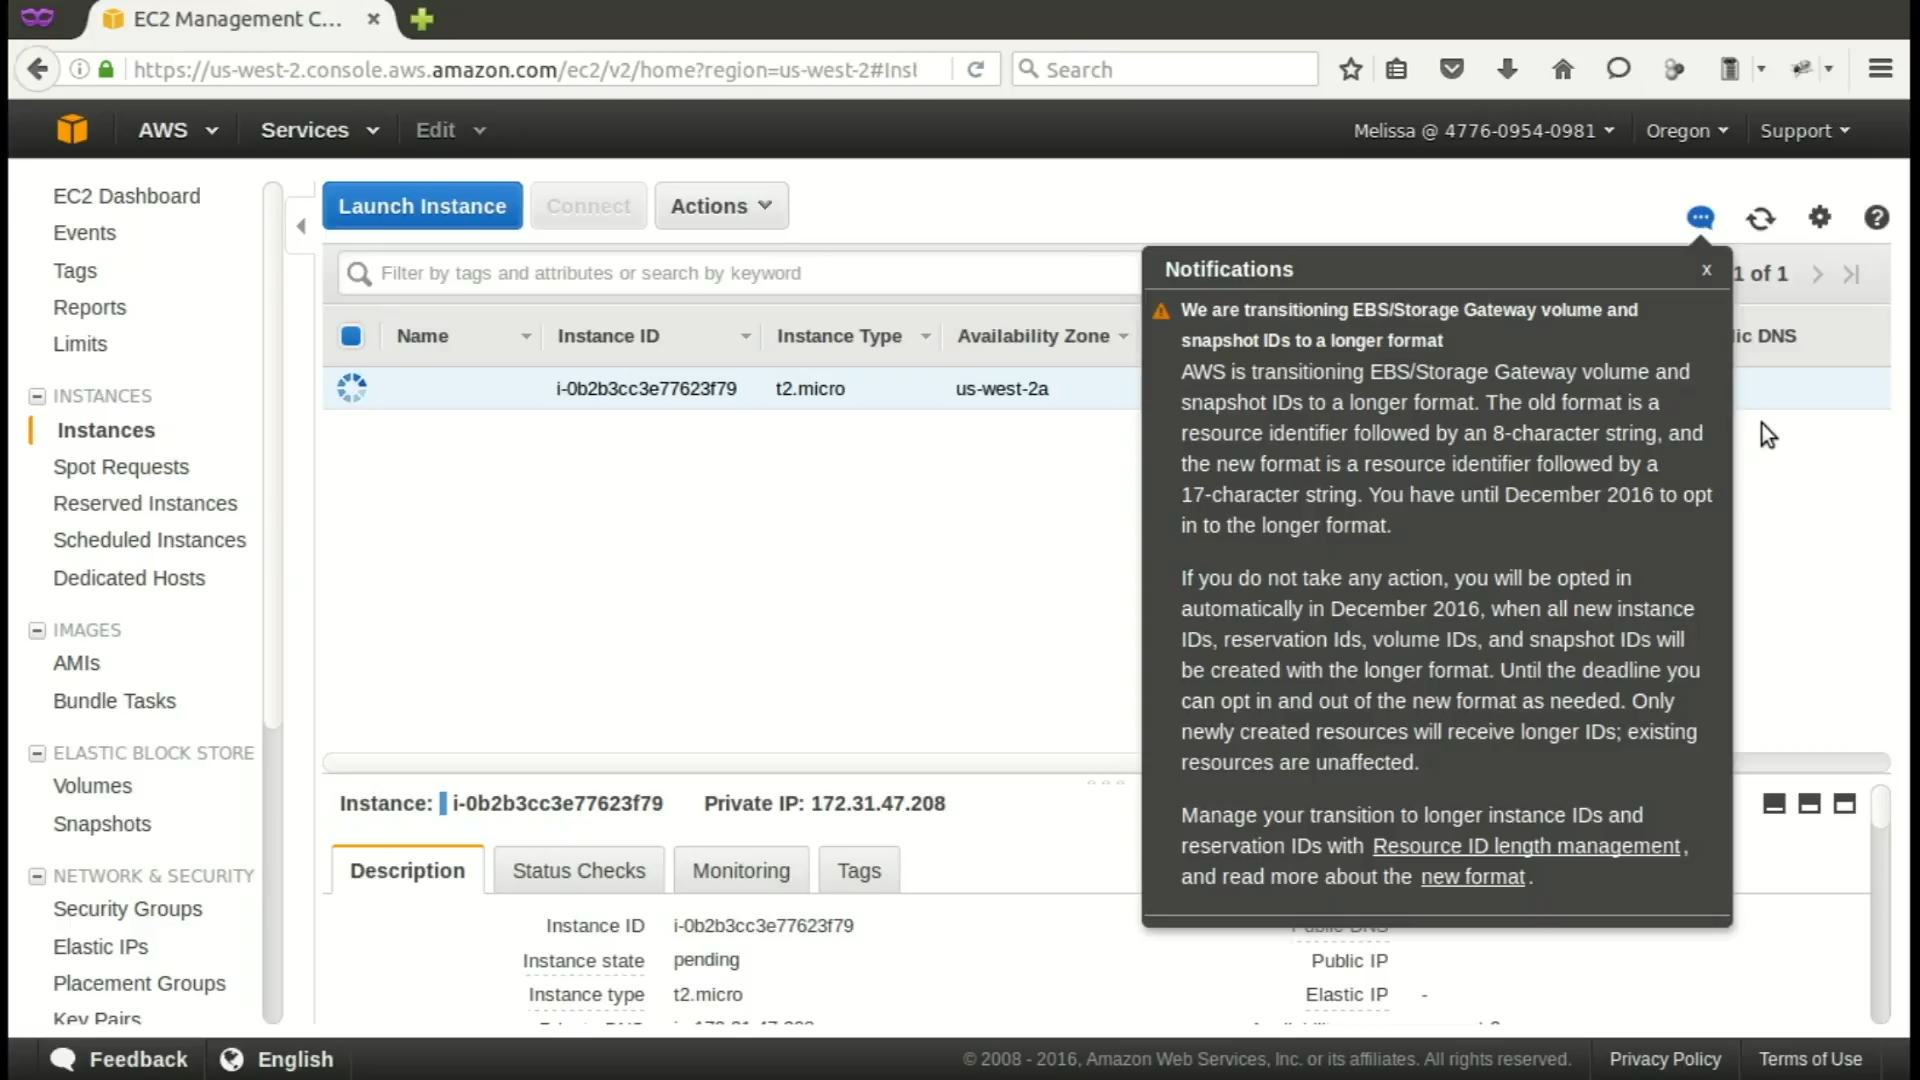 EC2 Management C...
https://us-west-2.console.aws.amazon.com/ec2/v2/home?region=us-west-2#Inst
Search
AWS
Services
Edit
Melissa @ 4776-0954-0981
Oregon
Support
EC2 Dashboard
Events
Tags
Reports
Limits
INSTANCES
Instances
Spot Requests
Reserved Instances
Scheduled Instances
Dedicated Hosts
IMAGES
AMIs
Bundle Tasks
ELASTIC BLOCK STORE
Volumes
Snapshots
NETWORK & SECURITY
Security Groups
Elastic IPs
Placement Groups
Key Pairs
Launch Instance
Connect
Actions
Filter by tags and attributes or search by keyword
1 of 1
Name
Instance ID
Instance Type
Availability Zone
lic DNS
i-0b2b3cc3e77623f79
t2.micro
us-west-2a
Notifications
x
We are transitioning EBS/Storage Gateway volume and
snapshot IDs to a longer format
AWS is transitioning EBS/Storage Gateway volume and
snapshot IDs to a longer format. The old format is a
resource identifier followed by an 8-character string, and
the new format is a resource identifier followed by a
17-character string. You have until December 2016 to opt
in to the longer format.
If you do not take any action, you will be opted in
automatically in December 2016, when all new instance
IDs, reservation Ids, volume IDs, and snapshot IDs will
be created with the longer format. Until the deadline you
can opt in and out of the new format as needed. Only
newly created resources will receive longer IDs; existing
resources are unaffected.
Manage your transition to longer instance IDs and
reservation IDs with Resource ID length management,
and read more about the new format.
Instance: i-0b2b3cc3e77623f79 Private IP: 172.31.47.208
Description
Status Checks
Monitoring
Tags
Instance ID i-0b2b3cc3e77623f79
Instance state pending
Instance type t2.micro
Public DNS
Public IP
Elastic IP -
Feedback
English
© 2008 - 2016, Amazon Web Services, Inc. or its affiliates. All rights reserved.
Privacy Policy
Terms of Use